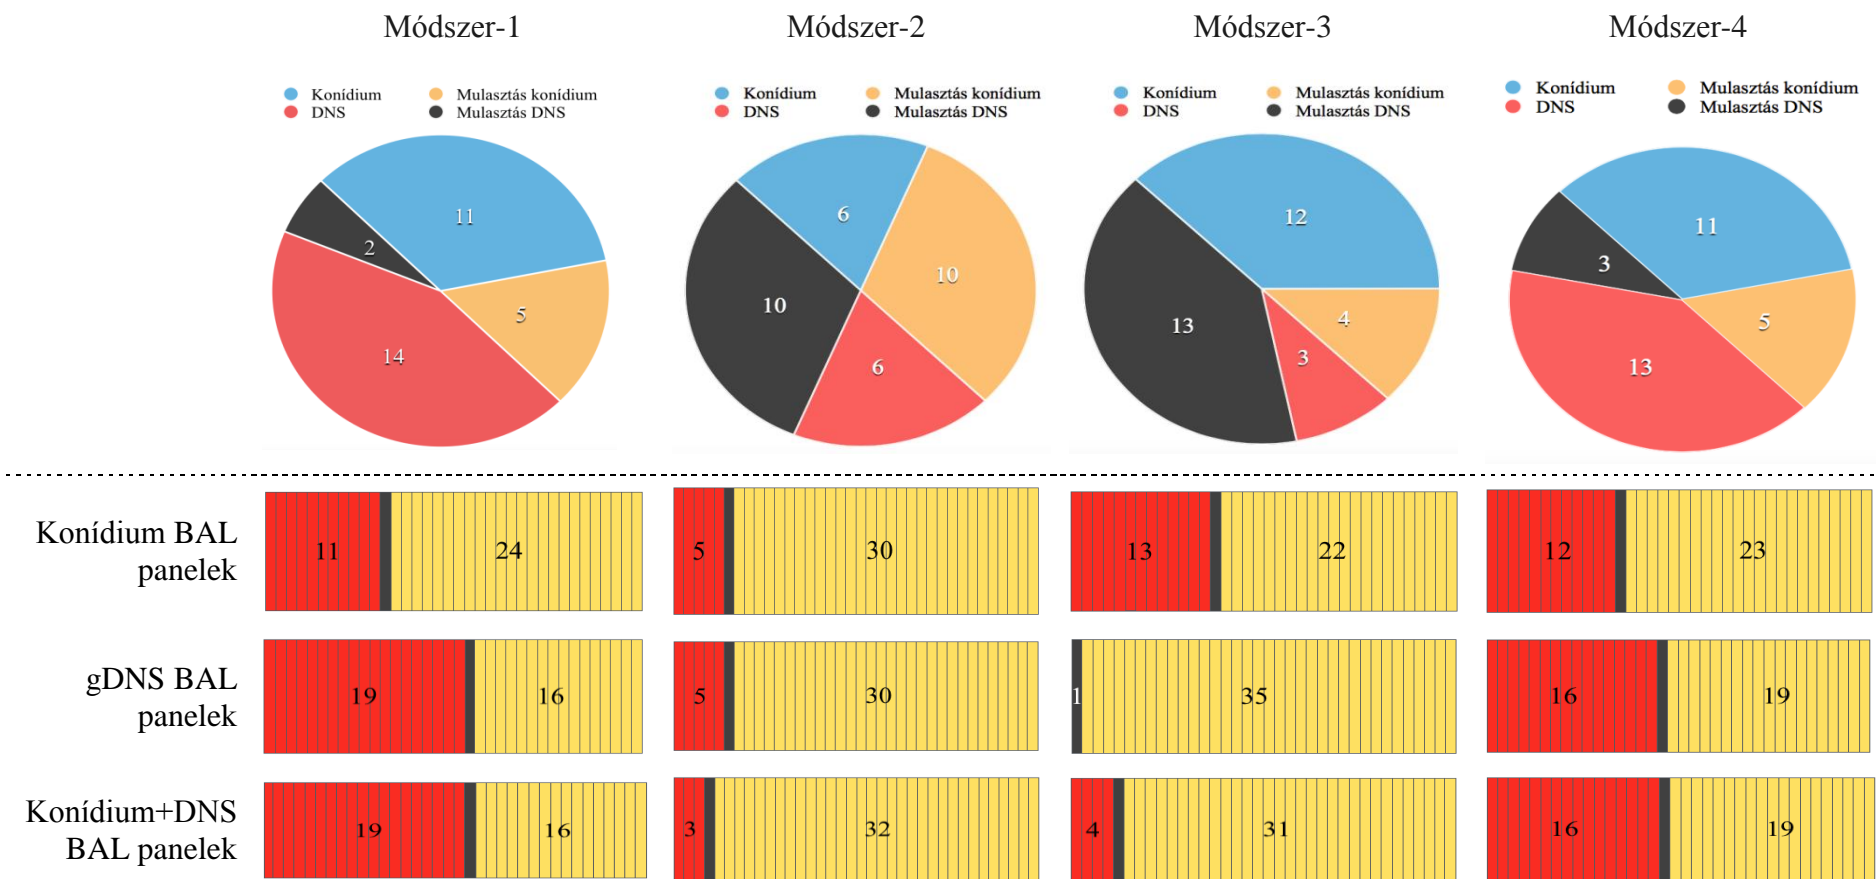 Módszer-1
Módszer-2
Módszer-3
Módszer-4
Konídium
Mulasztás konídium
DNS
Mulasztás DNS
11
5
14
2
Konídium
Mulasztás konídium
DNS
Mulasztás DNS
6
10
6
10
Konídium
Mulasztás konídium
DNS
Mulasztás DNS
12
4
3
13
Konídium
Mulasztás konídium
DNS
Mulasztás DNS
11
5
13
3
Konídium BAL
panelek
11
24
5
30
13
22
12
23
gDNS BAL
panelek
19
16
5
30
1
35
16
19
Konídium+DNS
BAL panelek
19
16
3
32
4
31
16
19